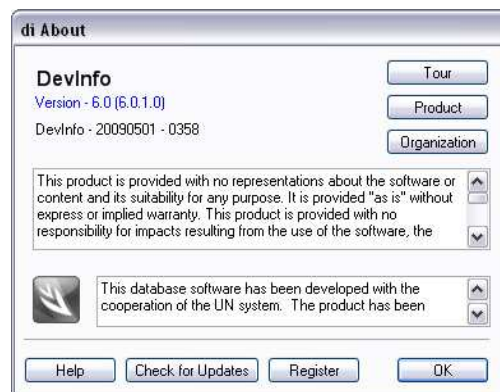 di About
DevInfo
Version - 6.0 (6.0.1.0)
DevInfo - 20090501 - 0358
Tour
Product
Organization
This product is provided with no representations about the software or
content and its suitability for any purpose. It is provided "as is" without
express or implied warranty. This product is provided with no
responsibility for impacts resulting from the use of the software, the
This database software has been developed with the
cooperation of the UN system. The product has been
Help
Check for Updates
Register
OK